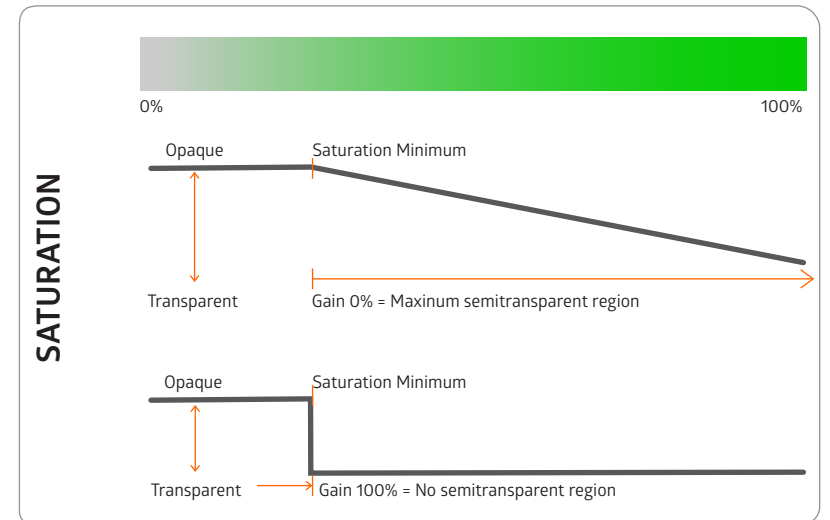 SATURATION
0% 100%
Opaque Saturation Minimum
Transparent Gain 0% = Maxinum semitransparent region
Opaque Saturation Minimum
Transparent Gain 100% = No semitransparent region